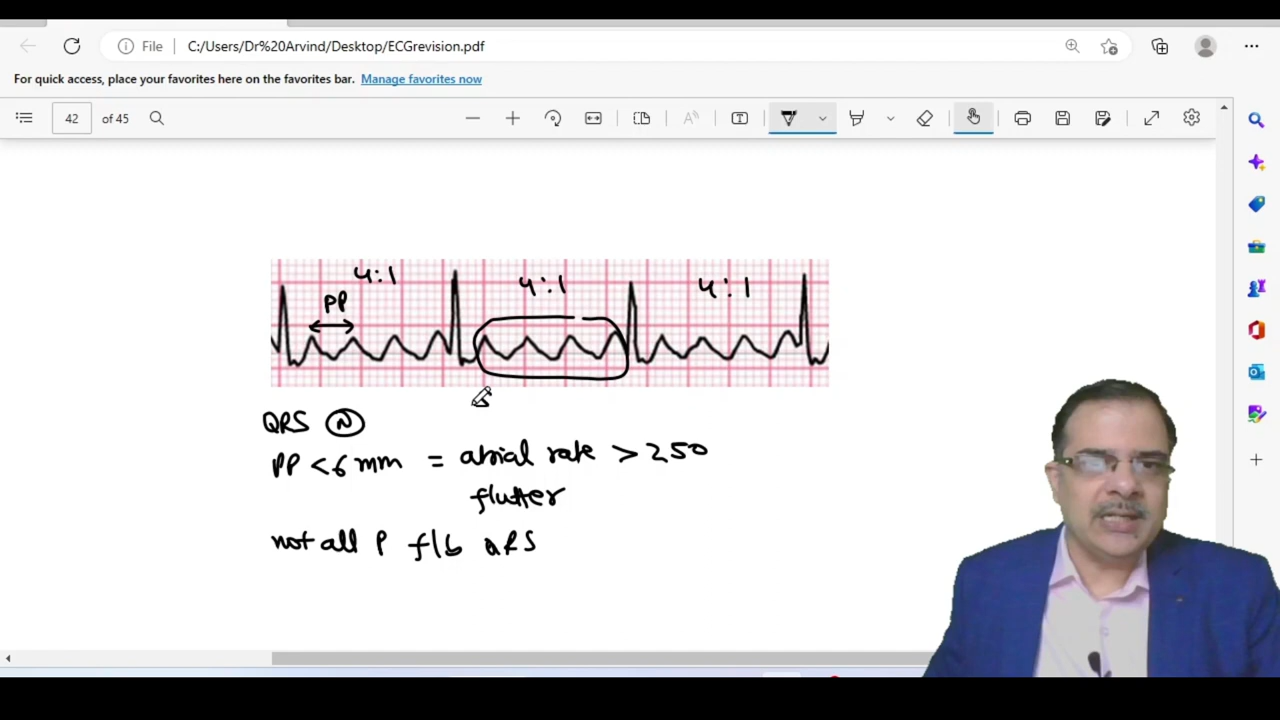 File
C:/Users/Dr%20Arvind/Desktop/ECGrevision.pdf
For quick access, place your favorites here on the favorites bar. Manage favorites now
42 of 45
4:1 4:1 4:1
PP
QRS N
PP < 6 mm = atrial rate > 250
flutter
not all P f/b QRS